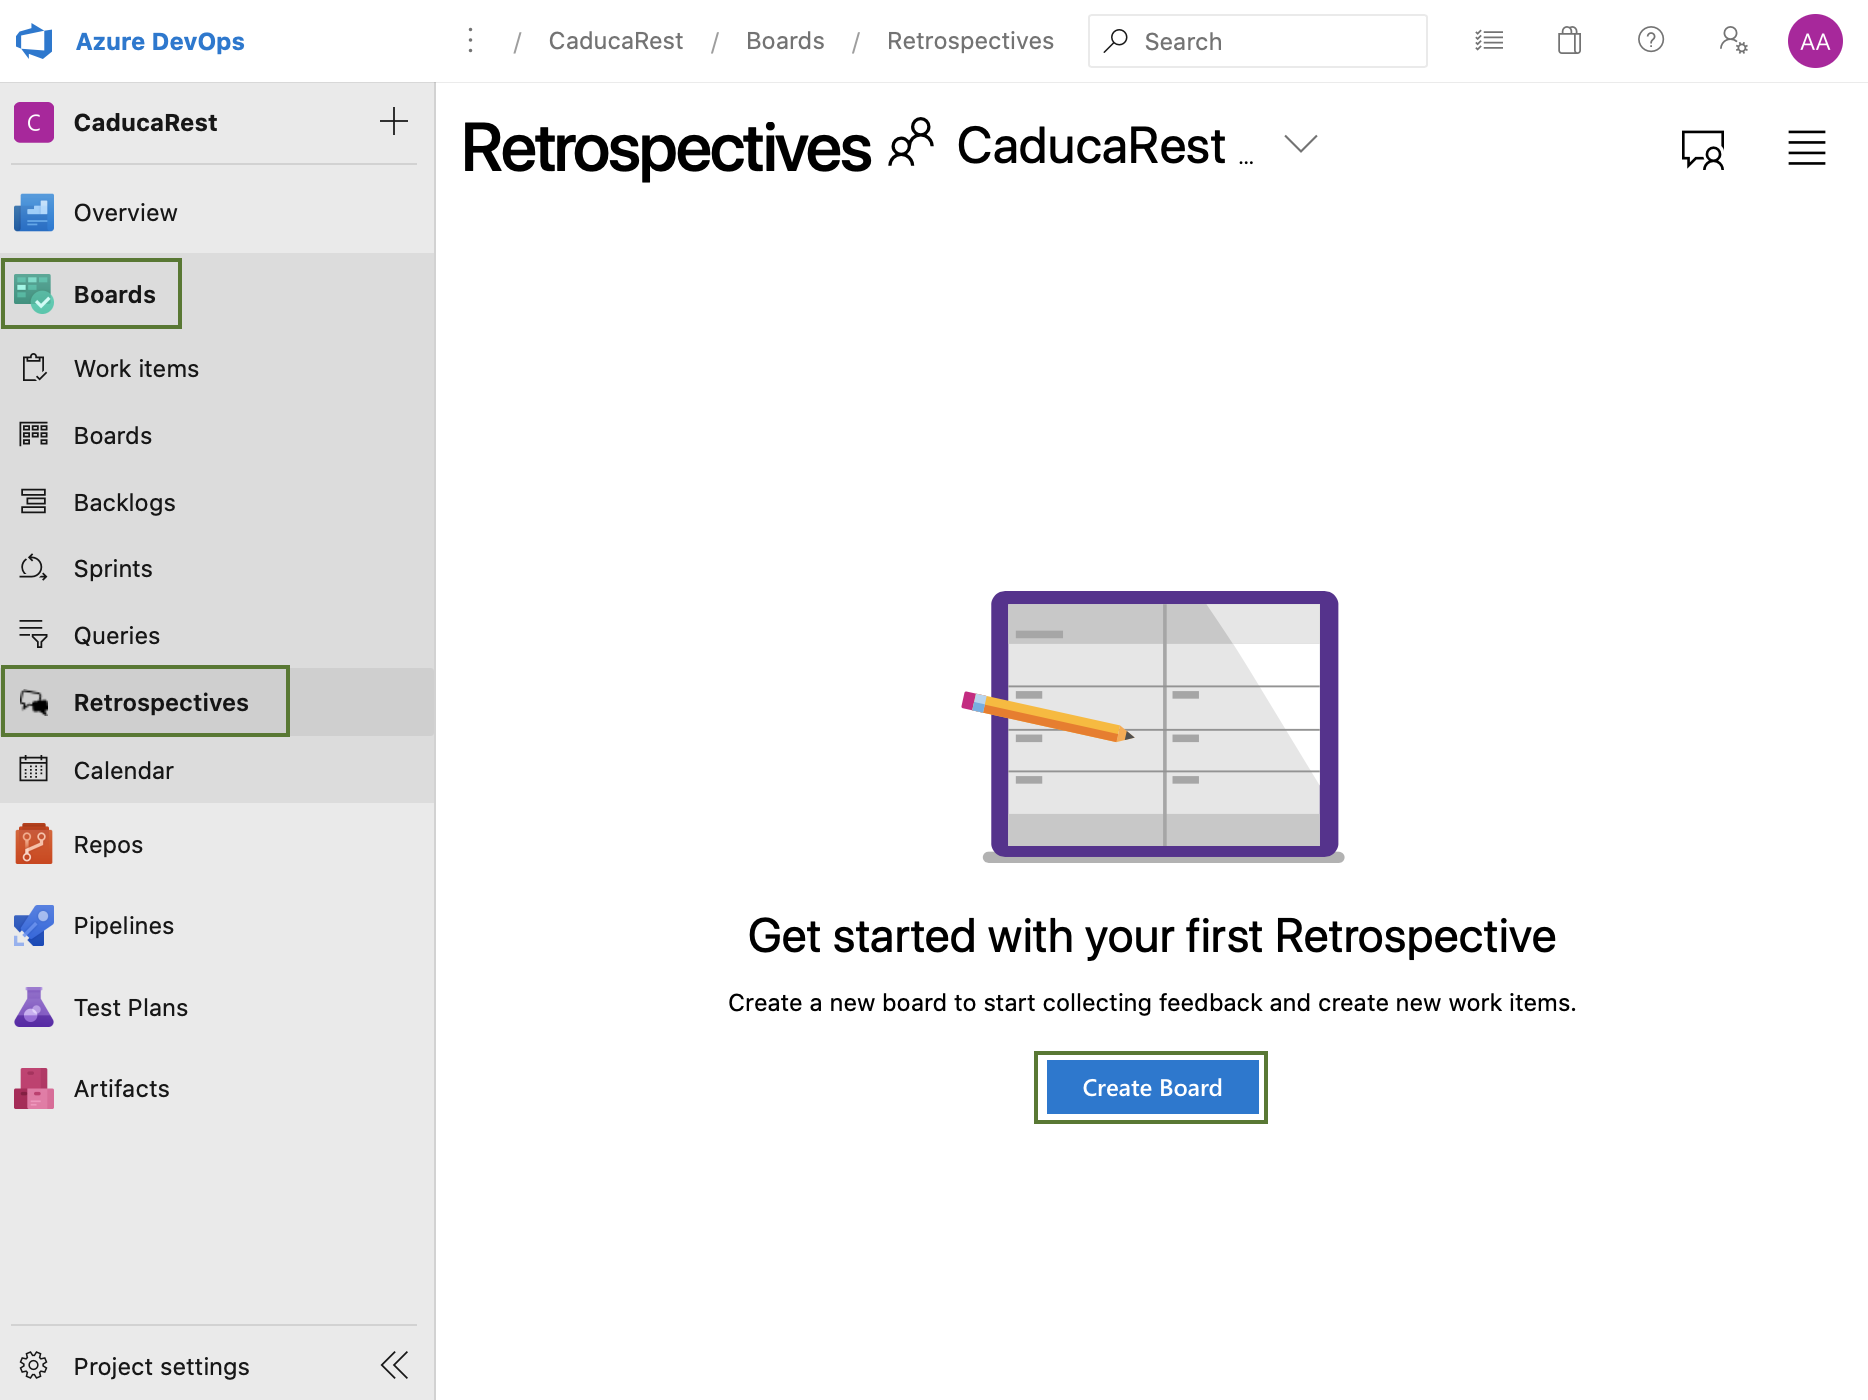 Azure DevOps
/ CaducaRest / Boards / Retrospectives
Search
AA
C CaducaRest
Overview
Boards
Work items
Boards
Backlogs
Sprints
Queries
Retrospectives
Calendar
Repos
Pipelines
Test Plans
Artifacts
Project settings
Retrospectives CaducaRest ...
Get started with your first Retrospective
Create a new board to start collecting feedback and create new work items.
Create Board